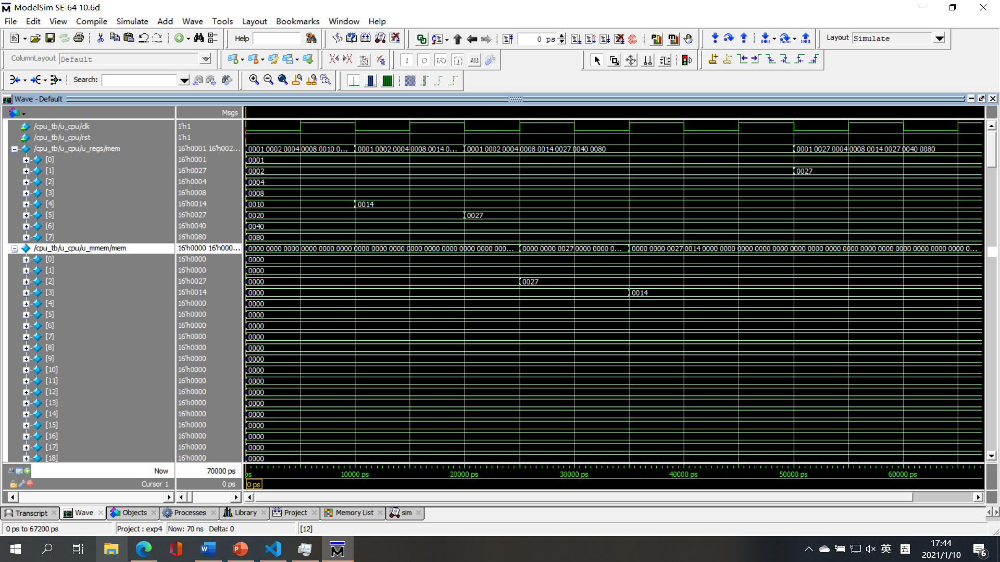 ModelSim SE-64 10.6d
File Edit View Compile Simulate Add Wave Tools Layout Bookmarks Window Help
Help 0 ps Layout Simulate
ColumnLayout Default ALL
Search:
Wave - Default
Msgs
/cpu_tb/u_cpu/clk 1'h1
/cpu_tb/u_cpu/rst 1'h1
/cpu_tb/u_cpu/u_regs/mem 16'h0001 16'h002... 0001 0002 0004 0008 0010 0... 0001 0002 0004 0008 0014 0... 0001 0002 0004 0008 0014 0027 0040 0080 0001 0027 0004 0008 0014 0027 0040 0080
[0] 16'h0001 0001
[1] 16'h0027 0002 0027
[2] 16'h0004 0004
[3] 16'h0008 0008
[4] 16'h0014 0010 0014
[5] 16'h0027 0020 0027
[6] 16'h0040 0040
[7] 16'h0080 0080
/cpu_tb/u_cpu/u_mmem/mem 16'h0000 16'h000... 0000 0000 0000 0000 0000 0000 0000 0000 0000 0000 0000 0000 0000 0000 000... 0000 0000 0027 0000 0000 0... 0000 0000 0027 0014 0000 0000 0000 0000 0000 0000 0000 0000 0000 0000 0000 0000 0000 0000 0000 0...
[0] 16'h0000 0000
[1] 16'h0000 0000
[2] 16'h0027 0000 0027
[3] 16'h0014 0000 0014
[4] 16'h0000 0000
[5] 16'h0000 0000
[6] 16'h0000 0000
[7] 16'h0000 0000
[8] 16'h0000 0000
[9] 16'h0000 0000
[10] 16'h0000 0000
[11] 16'h0000 0000
[12] 16'h0000 0000
[13] 16'h0000 0000
[14] 16'h0000 0000
[15] 16'h0000 0000
[16] 16'h0000 0000
[17] 16'h0000 0000
[18] 16'h0000 0000
Now 70000 ps ps 10000 ps 20000 ps 30000 ps 40000 ps 50000 ps 60000 ps
Cursor 1 0 ps 0 ps
Transcript Wave Objects Processes Library Project Memory List sim
0 ps to 67200 ps Project : exp4 Now: 70 ns Delta: 0 [12]
英 五 17:44
2021/1/10 6